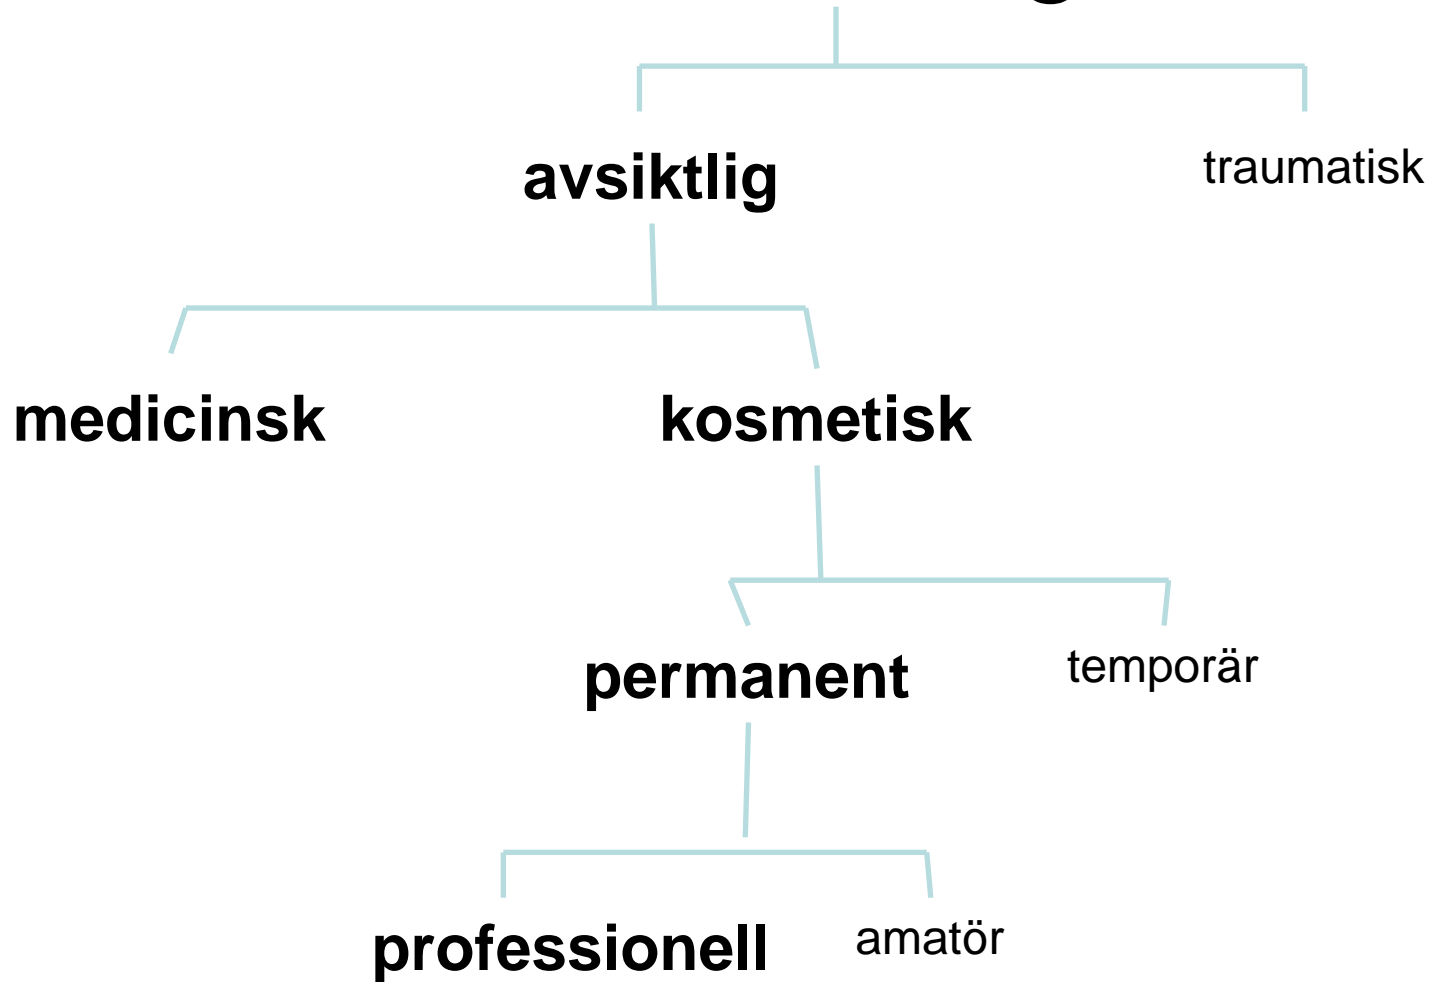 avsiktlig
traumatisk
medicinsk
kosmetisk
permanent
temporär
professionell
amatör